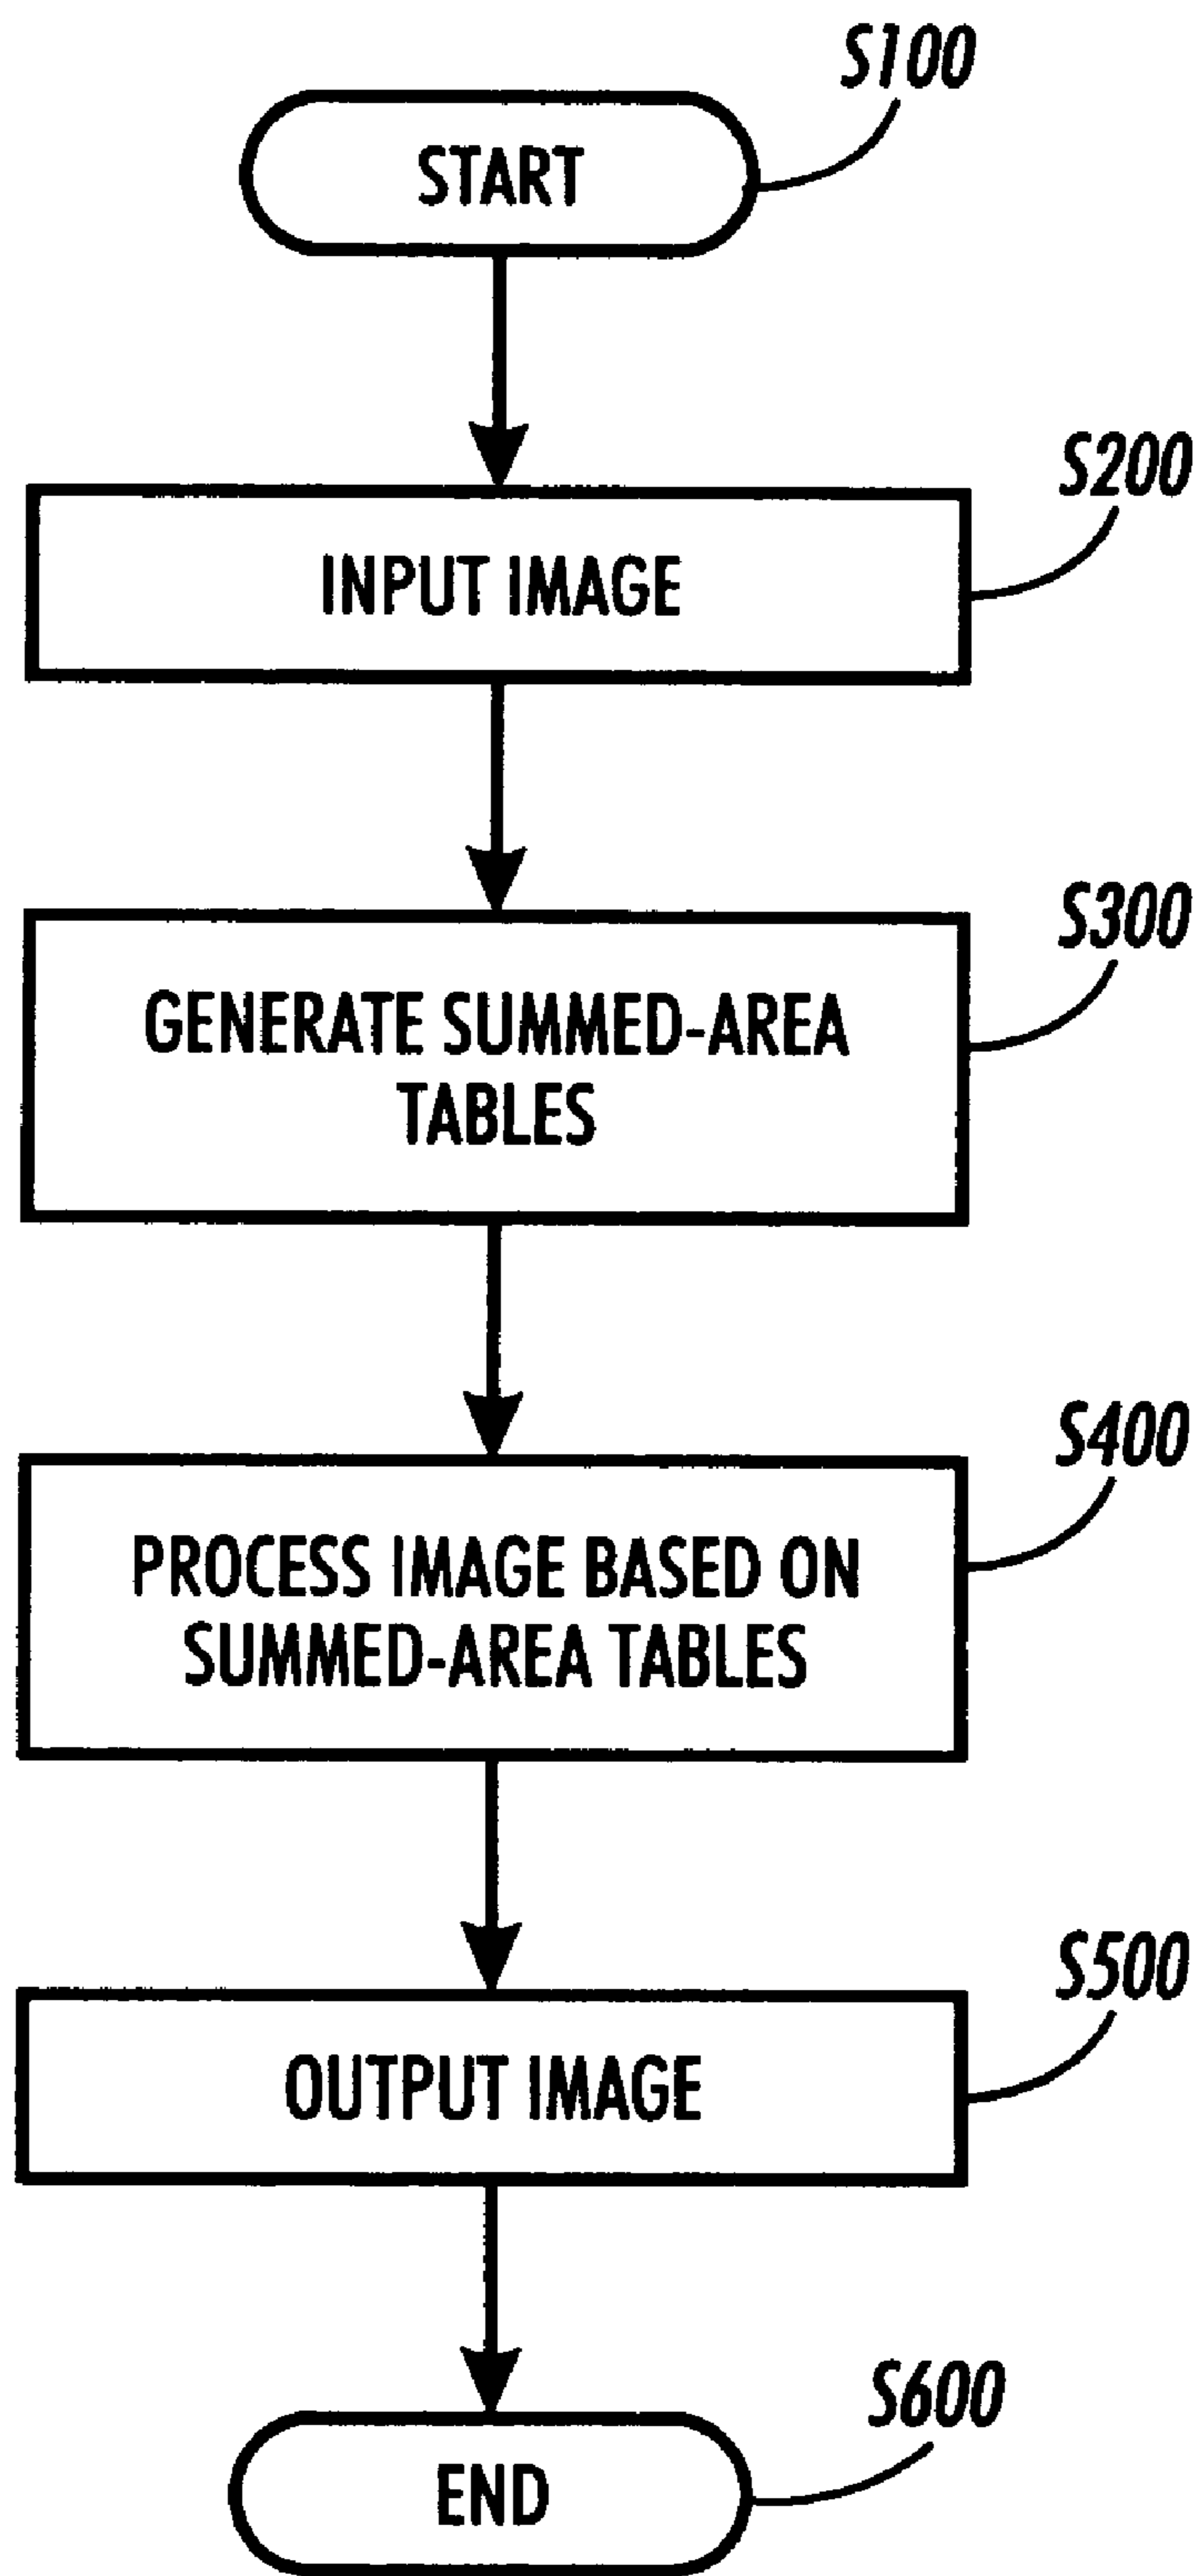 S100
START
S200
INPUT IMAGE
S300
GENERATE SUMMED-AREA
TABLES
S400
PROCESS IMAGE BASED ON
SUMMED-AREA TABLES
S500
OUTPUT IMAGE
S600
END